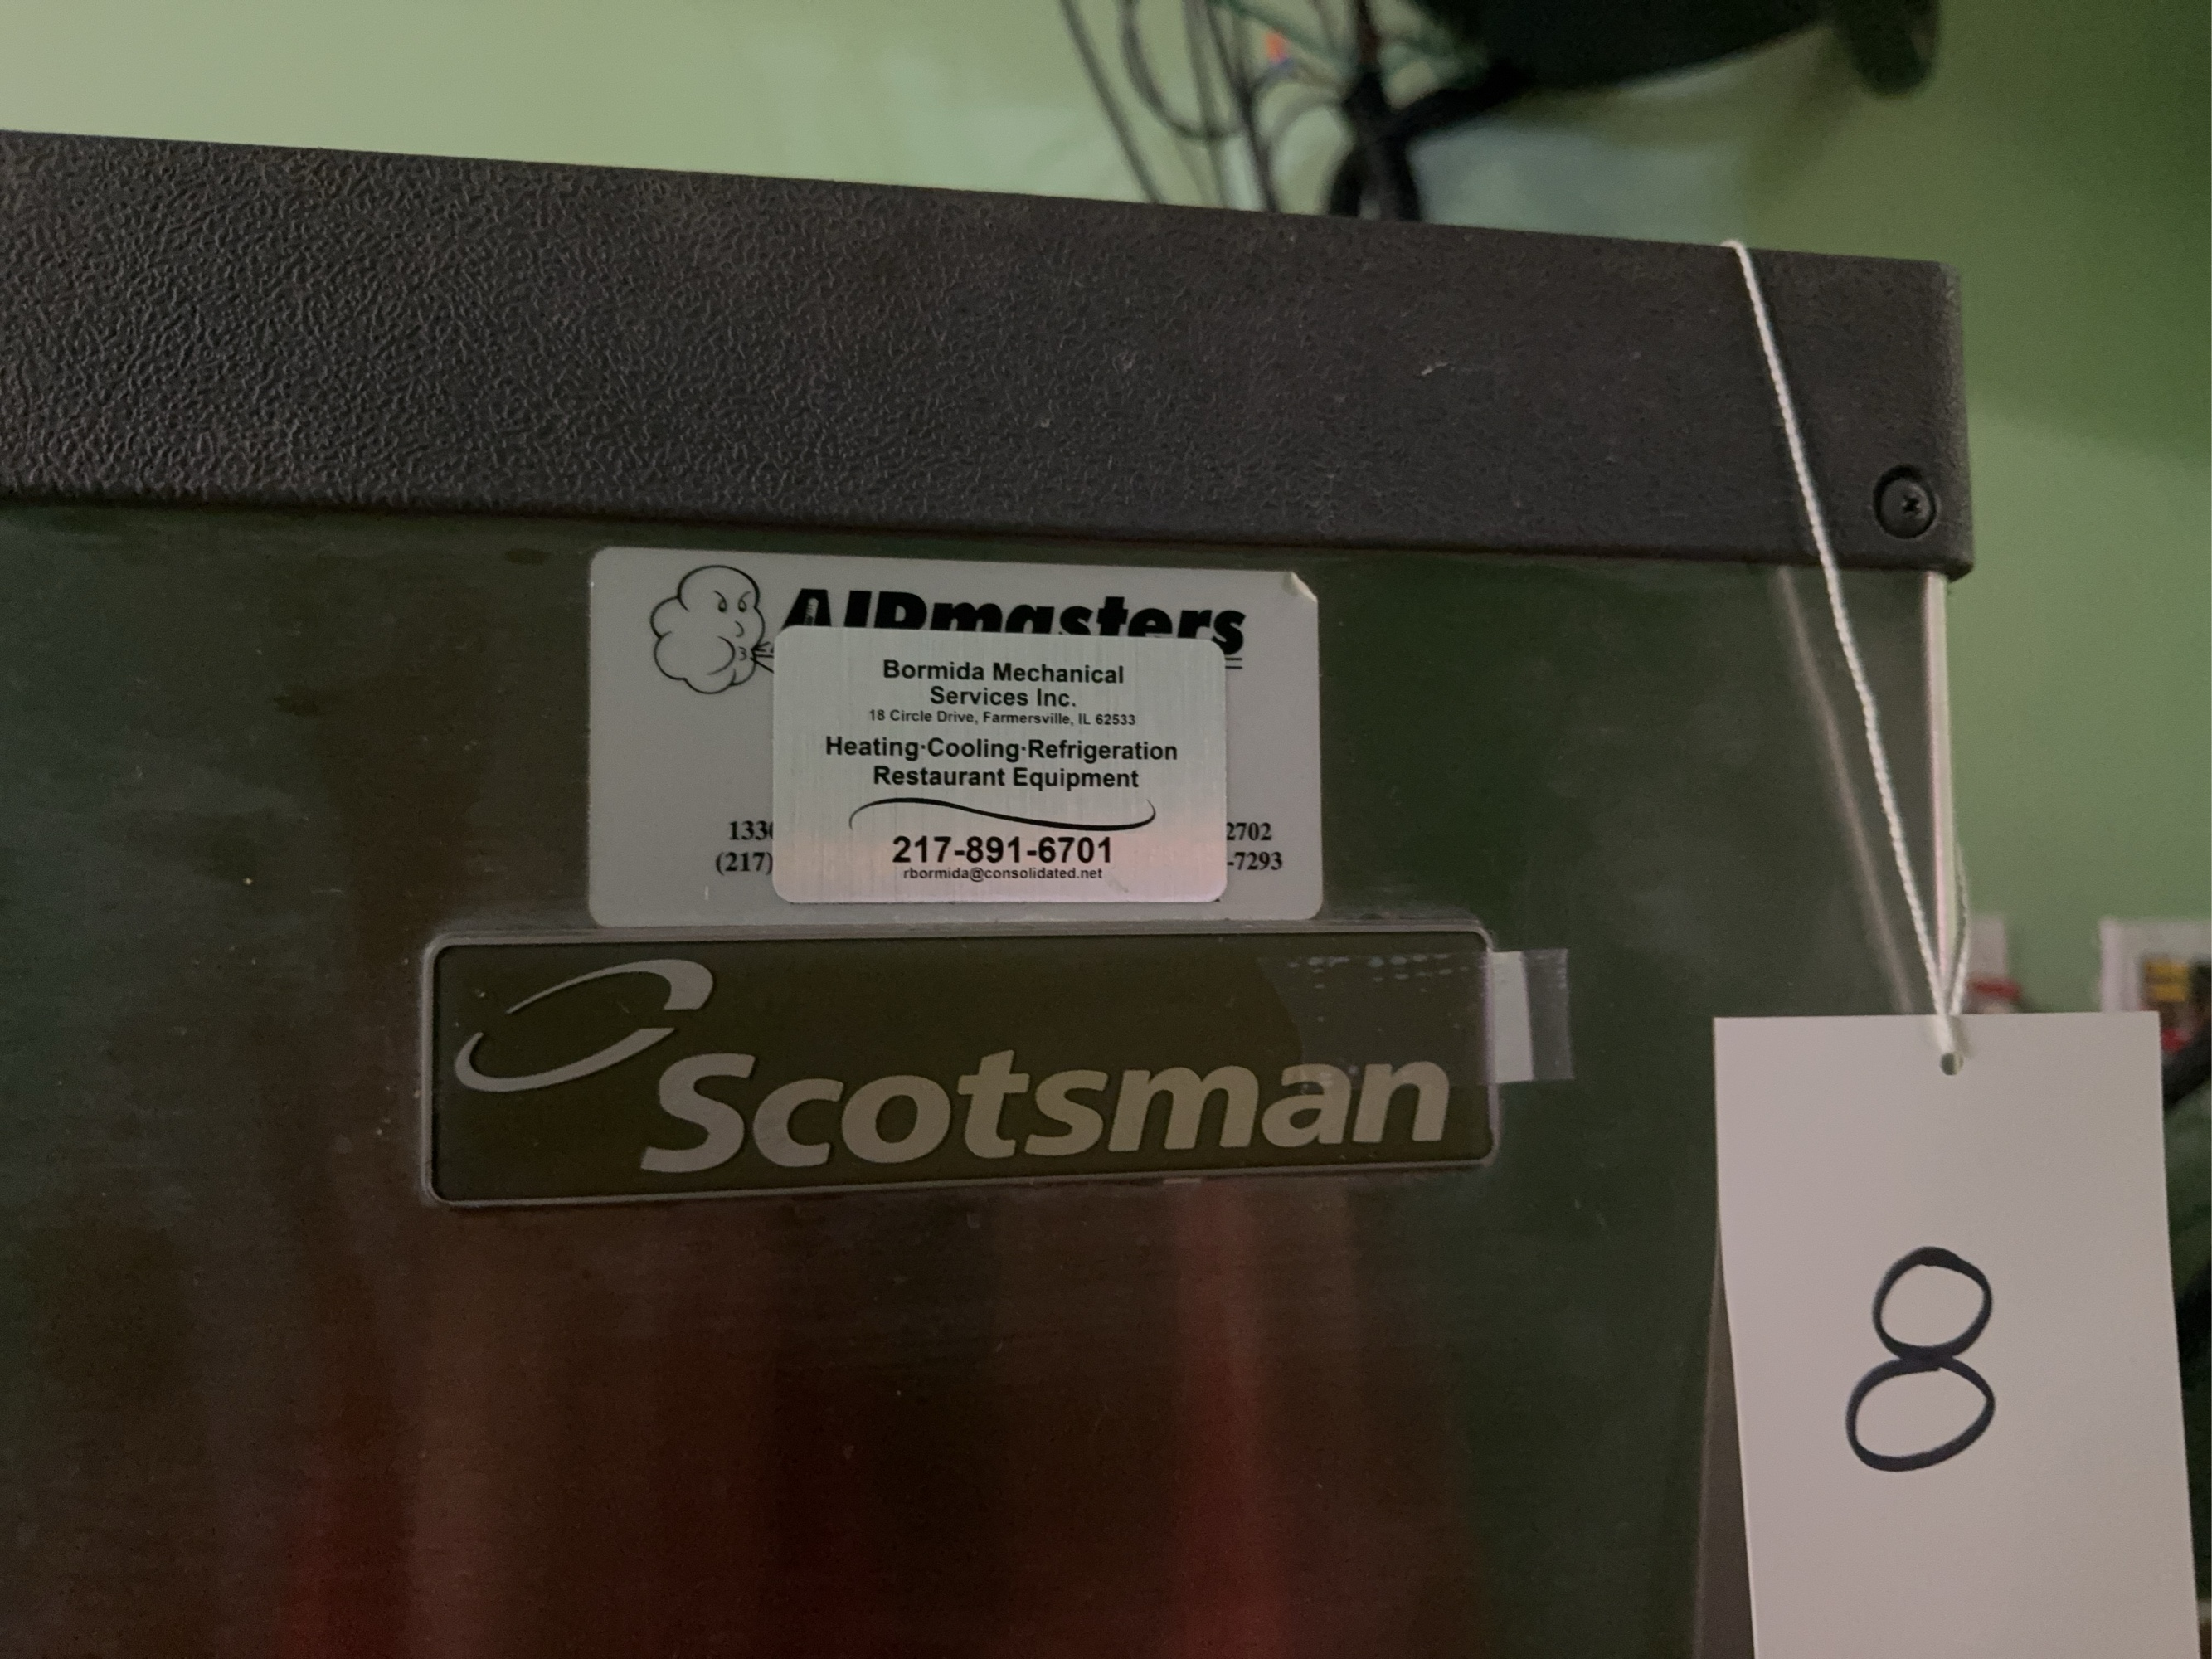 AIRmasters
Bormida Mechanical
Services Inc.
18 Circle Drive, Farmersville, IL 62533
Heating·Cooling·Refrigeration
Restaurant Equipment
217-891-6701
rbormida@consolidated.net
2702
(217)
-7293
Scotsman
8